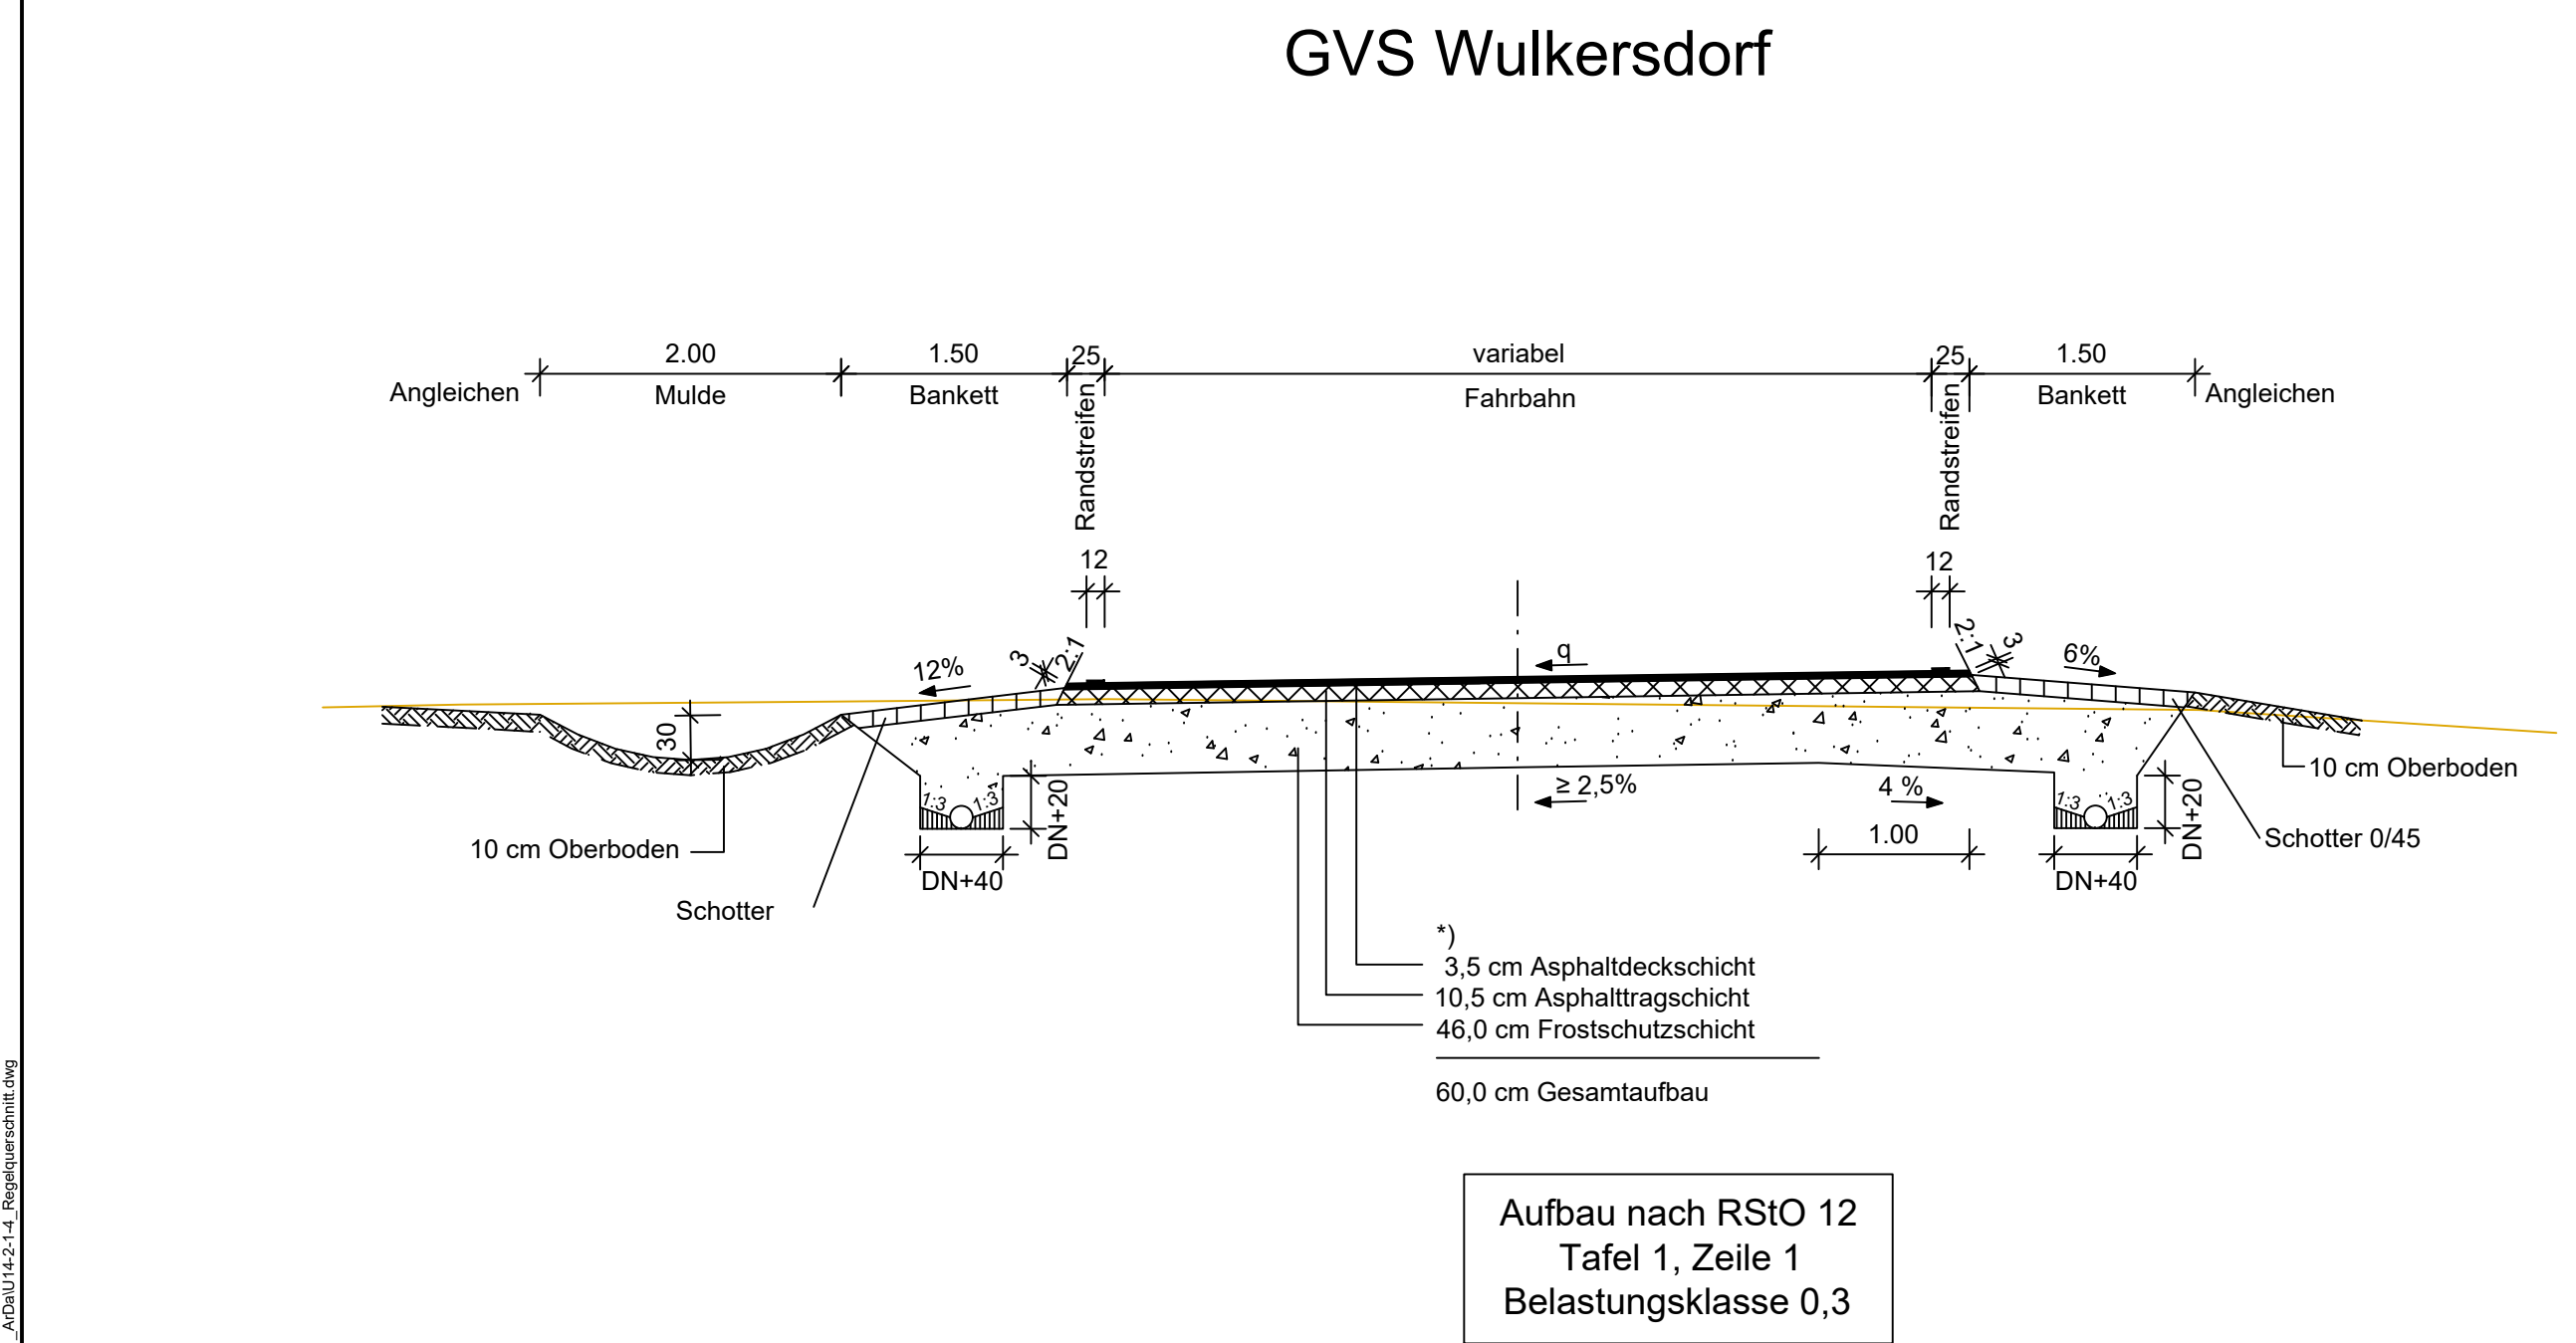 GVS Wulkersdorf
2.00
1.50
25
variabel
25
1.50
Angleichen
Mulde
Bankett
Randstreifen
Fahrbahn
Randstreifen
Bankett
Angleichen
12
12
12%
3
2:1
q
2:1
3
6%
30
1:3
1:3
DN+20
≥ 2,5%
4 %
1:3
1:3
DN+20
10 cm Oberboden
10 cm Oberboden
1.00
Schotter 0/45
DN+40
DN+40
Schotter
*)
3,5 cm Asphaltdeckschicht
10,5 cm Asphalttragschicht
46,0 cm Frostschutzschicht
60,0 cm Gesamtaufbau
Aufbau nach RStO 12
Tafel 1, Zeile 1
Belastungsklasse 0,3
_ArDa\U14-2-1-4_Regelquerschnitt.dwg